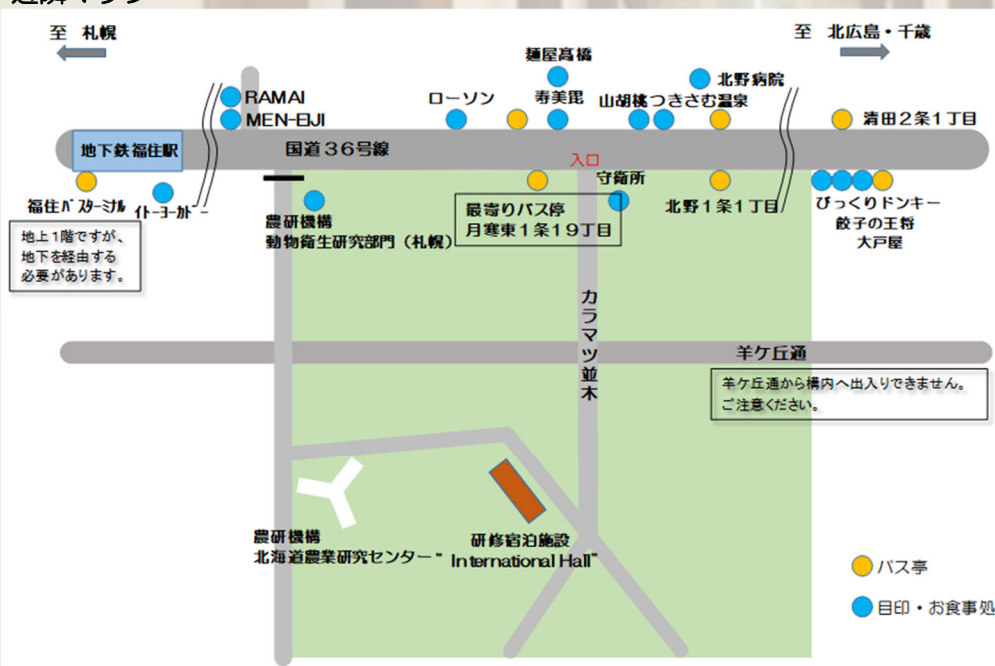 近隣マップ
至 札幌
至 北広島・千歳
麺屋髙橋
北野病院
RAMAI
ローソン
寿美毘
山胡桃
つきさむ温泉
MEN-EIJI
清田2条1丁目
地下鉄福住駅
国道36号線
入口
守衛所
福住バスターミナル
イトーヨーカドー
農研機構
動物衛生研究部門（札幌）
最寄りバス停
月寒東1条19丁目
北野1条1丁目
びっくりドンキー
餃子の王将
大戸屋
地上1階ですが、
地下を経由する
必要があります。
カラマツ並木
羊ケ丘通
羊ケ丘通から構内へ出入りできません。
ご注意ください。
農研機構
北海道農業研究センター
研修宿泊施設
"International Hall"
バス亭
目印・お食事処